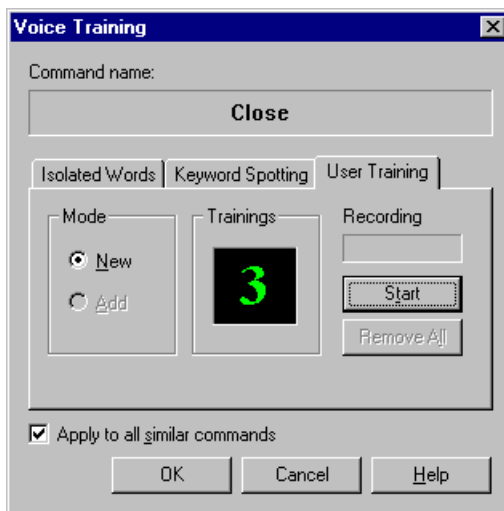 Voice Training
Command name:
Close
Isolated Words Keyword Spotting User Training
Mode Trainings Recording
New
3
Start
Add
Remove All
Apply to all similar commands
OK Cancel Help